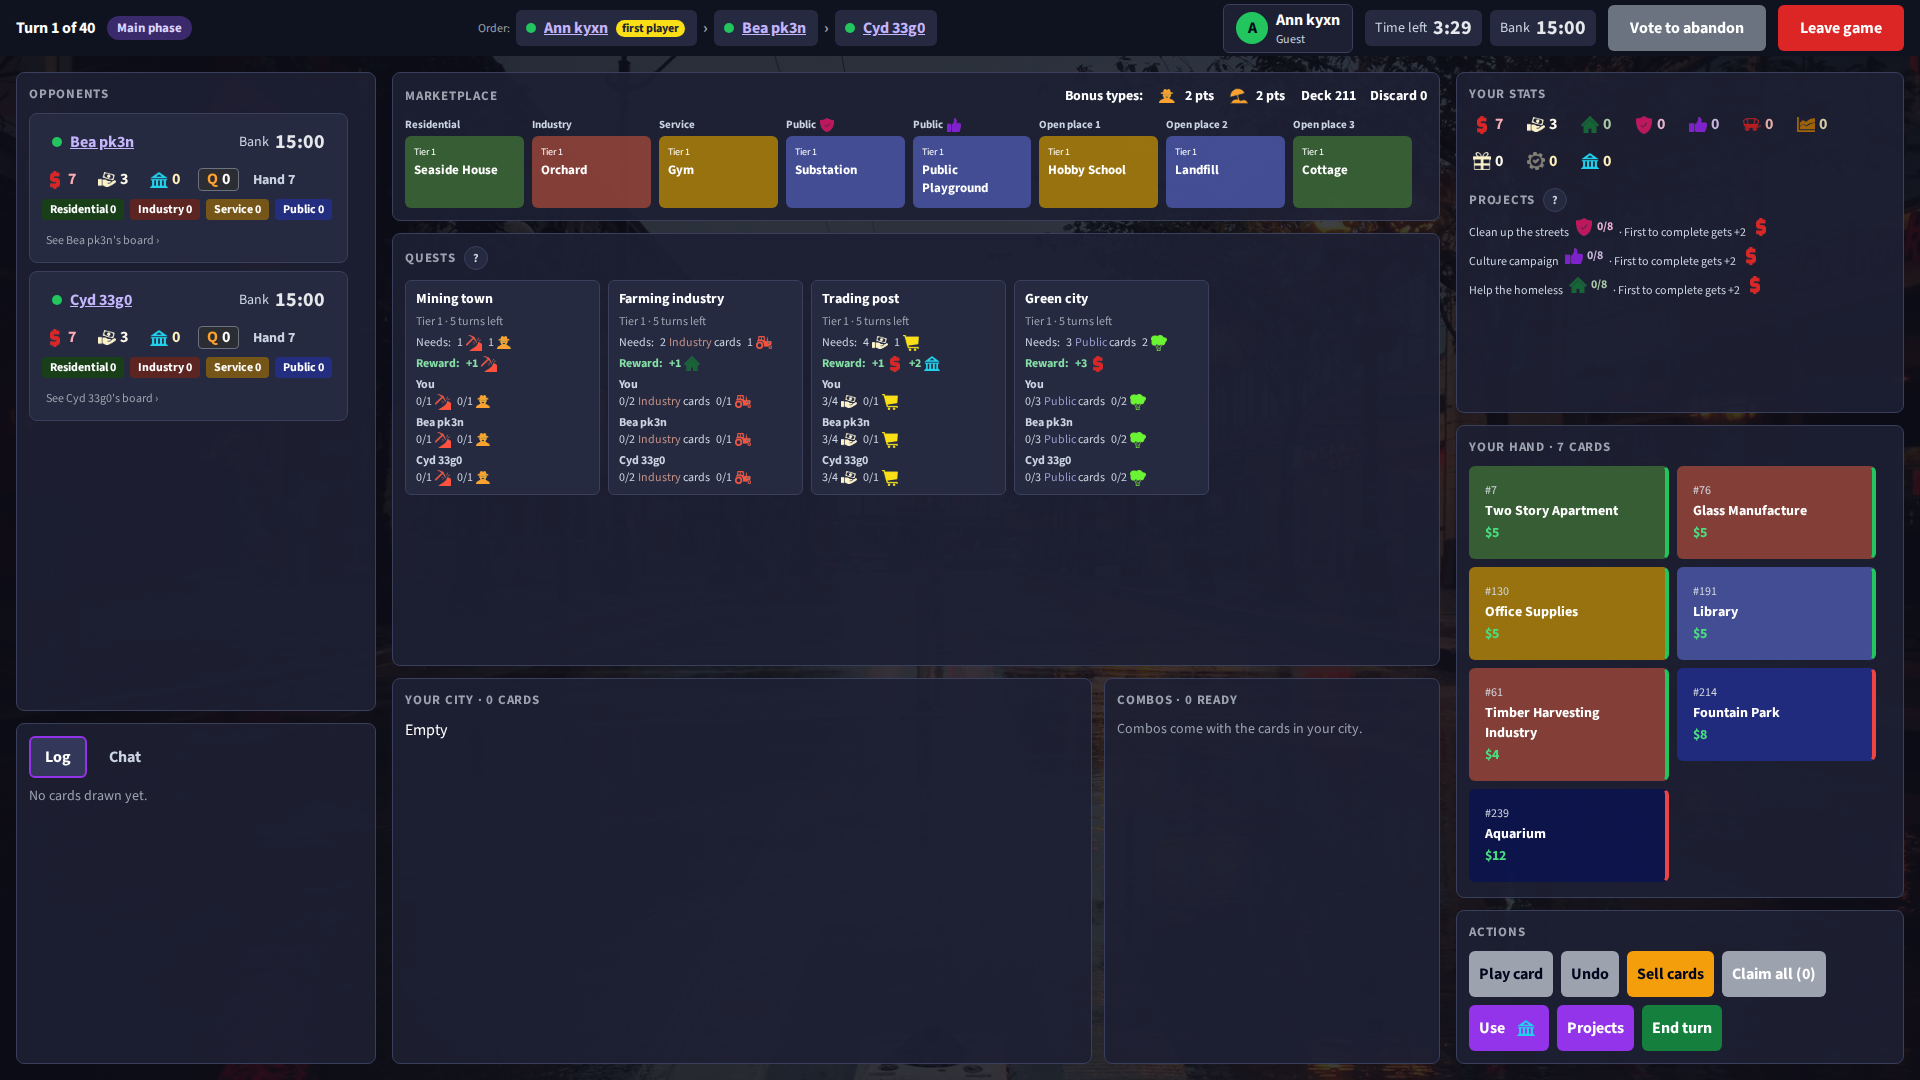 Turn 1 of 40 Main phase
Order: Ann kyxn first player › Bea pk3n › Cyd 33g0
A Ann kyxn Guest
Time left 3:29
Bank 15:00
Vote to abandon
Leave game
OPPONENTS
Bea pk3n Bank 15:00
7 3 0 Q 0 Hand 7
Residential 0 Industry 0 Service 0 Public 0
See Bea pk3n's board ›
Cyd 33g0 Bank 15:00
7 3 0 Q 0 Hand 7
Residential 0 Industry 0 Service 0 Public 0
See Cyd 33g0's board ›
Log Chat
No cards drawn yet.
MARKETPLACE
Bonus types: 2 pts 2 pts Deck 211 Discard 0
Residential Industry Service Public Public Open place 1 Open place 2 Open place 3
Tier 1 Tier 1 Tier 1 Tier 1 Tier 1 Tier 1 Tier 1 Tier 1
Seaside House Orchard Gym Substation Public Playground Hobby School Landfill Cottage
QUESTS ?
Mining town
Tier 1 · 5 turns left
Needs: 1 1
Reward: +1
You
0/1 0/1
Bea pk3n
0/1 0/1
Cyd 33g0
0/1 0/1
Farming industry
Tier 1 · 5 turns left
Needs: 2 Industry cards 1
Reward: +1
You
0/2 Industry cards 0/1
Bea pk3n
0/2 Industry cards 0/1
Cyd 33g0
0/2 Industry cards 0/1
Trading post
Tier 1 · 5 turns left
Needs: 4 1
Reward: +1 +2
You
3/4 0/1
Bea pk3n
3/4 0/1
Cyd 33g0
3/4 0/1
Green city
Tier 1 · 5 turns left
Needs: 3 Public cards 2
Reward: +3
You
0/3 Public cards 0/2
Bea pk3n
0/3 Public cards 0/2
Cyd 33g0
0/3 Public cards 0/2
YOUR CITY · 0 CARDS
Empty
COMBOS · 0 READY
Combos come with the cards in your city.
YOUR STATS
7 3 0 0 0 0 0
0 0 0
PROJECTS ?
Clean up the streets 0/8 · First to complete gets +2
Culture campaign 0/8 · First to complete gets +2
Help the homeless 0/8 · First to complete gets +2
YOUR HAND · 7 CARDS
#7
Two Story Apartment
$5
#76
Glass Manufacture
$5
#130
Office Supplies
$5
#191
Library
$5
#61
Timber Harvesting
Industry
$4
#214
Fountain Park
$8
#239
Aquarium
$12
ACTIONS
Play card Undo Sell cards Claim all (0)
Use Projects End turn